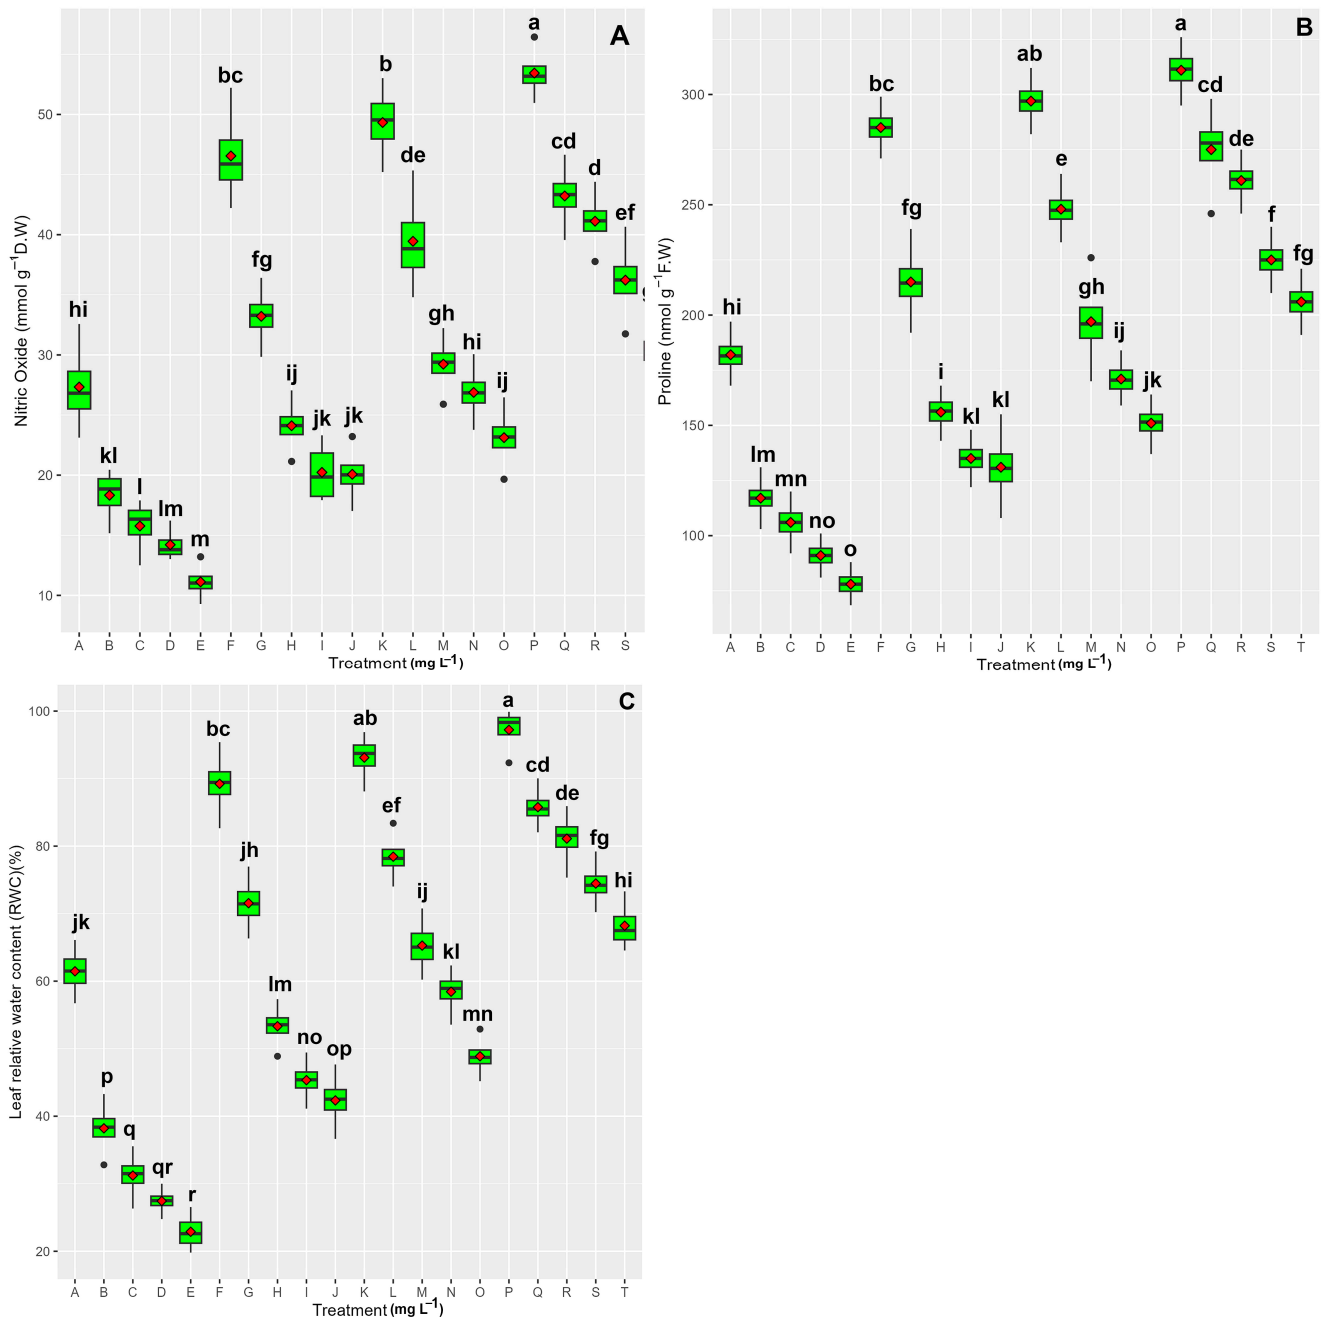 A
a
bc
b
de
cd
d
ef
hi
fg
gh
hi
ij
ij
jk
jk
kl
l
lm
m
50
40
30
20
10
Nitric Oxide (mmol g⁻¹D.W)
A B C D E F G H I J K L M N O P Q R S
Treatment (mg L⁻¹)
B
a
ab
bc
cd
de
e
fg
f
fg
gh
hi
ij
i
jk
kl
kl
lm
mn
no
o
300
250
200
150
100
Proline (nmol g⁻¹F.W)
A B C D E F G H I J K L M N O P Q R S T
Treatment (mg L⁻¹)
C
a
ab
bc
cd
de
ef
fg
jh
hi
ij
jk
kl
lm
mn
no
op
p
q
qr
r
100
80
60
40
20
Leaf relative water content (RWC)(%)
A B C D E F G H I J K L M N O P Q R S T
Treatment (mg L⁻¹)